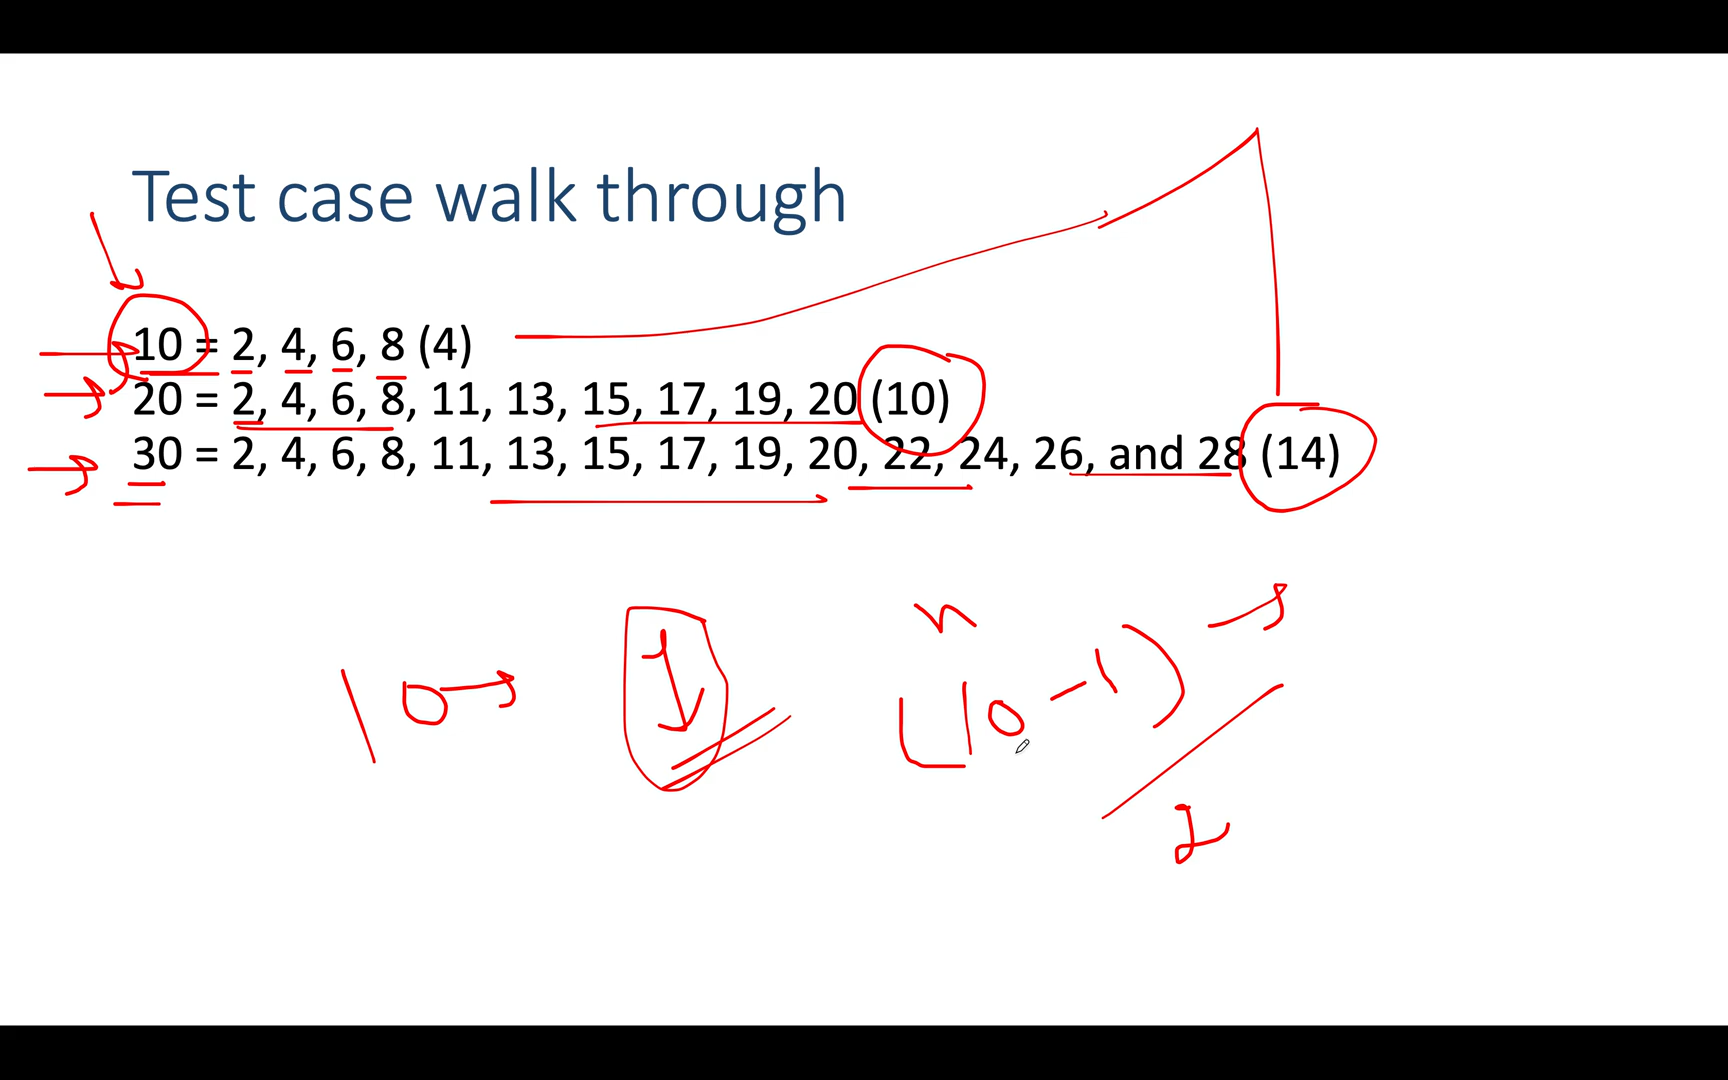 Test case walk through
10 = 2, 4, 6, 8 (4)
20 = 2, 4, 6, 8, 11, 13, 15, 17, 19, 20 (10)
30 = 2, 4, 6, 8, 11, 13, 15, 17, 19, 20, 22, 24, 26, and 28 (14)
n
10
(10 - 1)
2